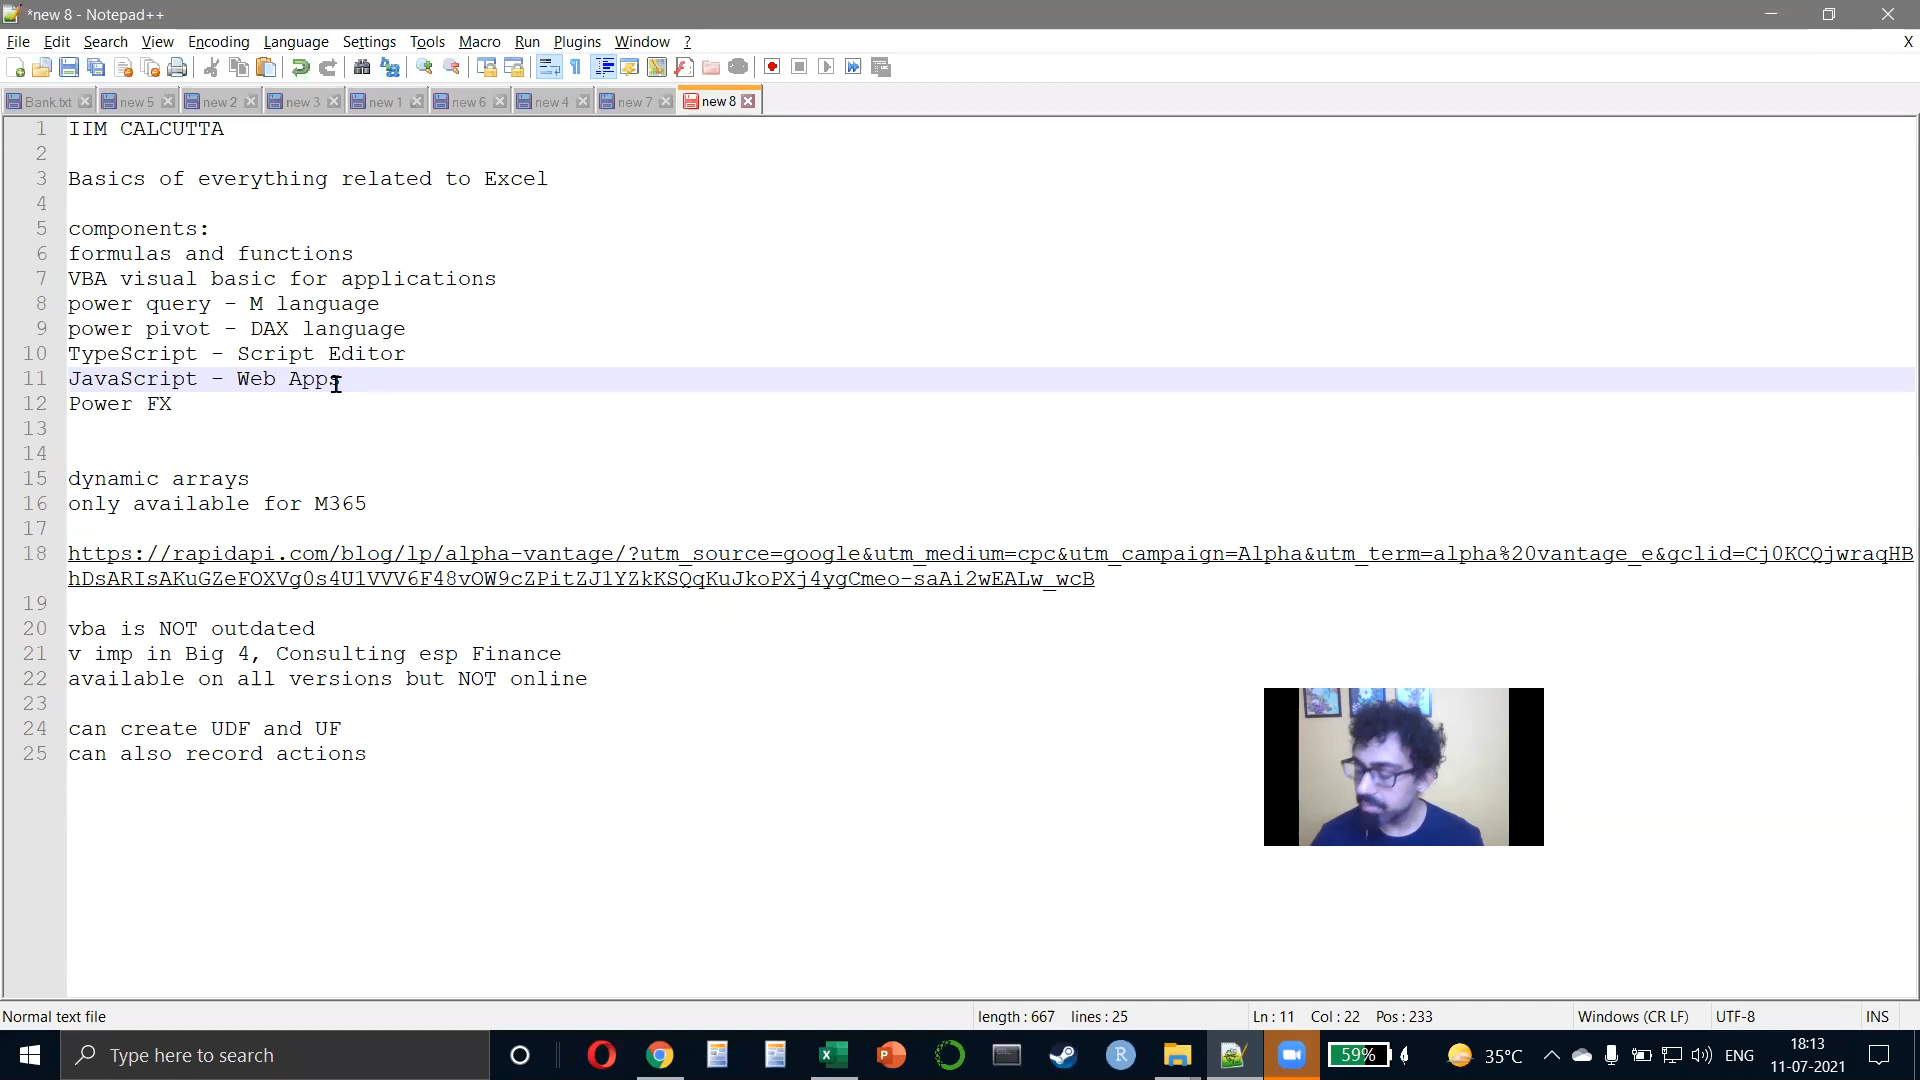 *new 8 - Notepad++
File Edit Search View Encoding Language Settings Tools Macro Run Plugins Window ? X
Bank.txt new 5 new 2 new 3 new 1 new 6 new 4 new 7 new 8
1 IIM CALCUTTA
2
3 Basics of everything related to Excel
4
5 components:
6 formulas and functions
7 VBA visual basic for applications
8 power query - M language
9 power pivot - DAX language
10 TypeScript - Script Editor
11 JavaScript - Web Apps
12 Power FX
13
14
15 dynamic arrays
16 only available for M365
17
18 https://rapidapi.com/blog/lp/alpha-vantage/?utm_source=google&utm_medium=cpc&utm_campaign=Alpha&utm_term=alpha%20vantage_e&gclid=Cj0KCQjwraqHB
hDsARIsAKuGZeFOXVg0s4U1VVV6F48vOW9cZPitZJ1YZkKSQqKuJkoPXj4ygCmeo-saAi2wEALw_wcB
19
20 vba is NOT outdated
21 v imp in Big 4, Consulting esp Finance
22 available on all versions but NOT online
23
24 can create UDF and UF
25 can also record actions
Normal text file length : 667 lines : 25 Ln : 11 Col : 22 Pos : 233 Windows (CR LF) UTF-8 INS
Type here to search 59% 35°C ENG 18:13
11-07-2021